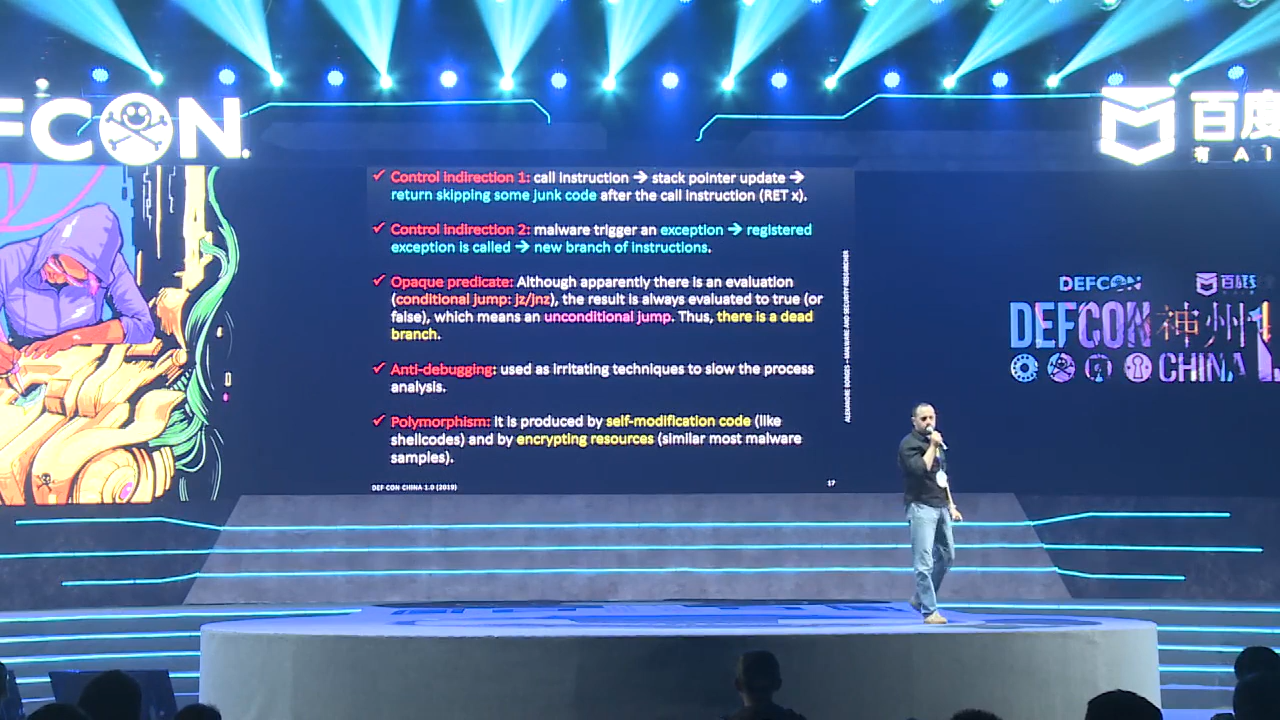 DEFCON.
百度
有 A I
✓ Control indirection 1: call instruction → stack pointer update →
return skipping some junk code after the call instruction (RET x).
✓ Control indirection 2: malware trigger an exception → registered
exception is called → new branch of instructions.
✓ Opaque predicate: Although apparently there is an evaluation
(conditional jump: jz/jnz), the result is always evaluated to true (or
false), which means an unconditional jump. Thus, there is a dead
branch.
✓ Anti-debugging: used as irritating techniques to slow the process
analysis.
✓ Polymorphism: it is produced by self-modification code (like
shellcodes) and by encrypting resources (similar most malware
samples).
DEF CON CHINA 1.0 (2019)
17
ALEXANDRE BORGES – MALWARE AND SECURITY RESEARCHER
DEFCON
DEFCON 神州1
CHINA 1.